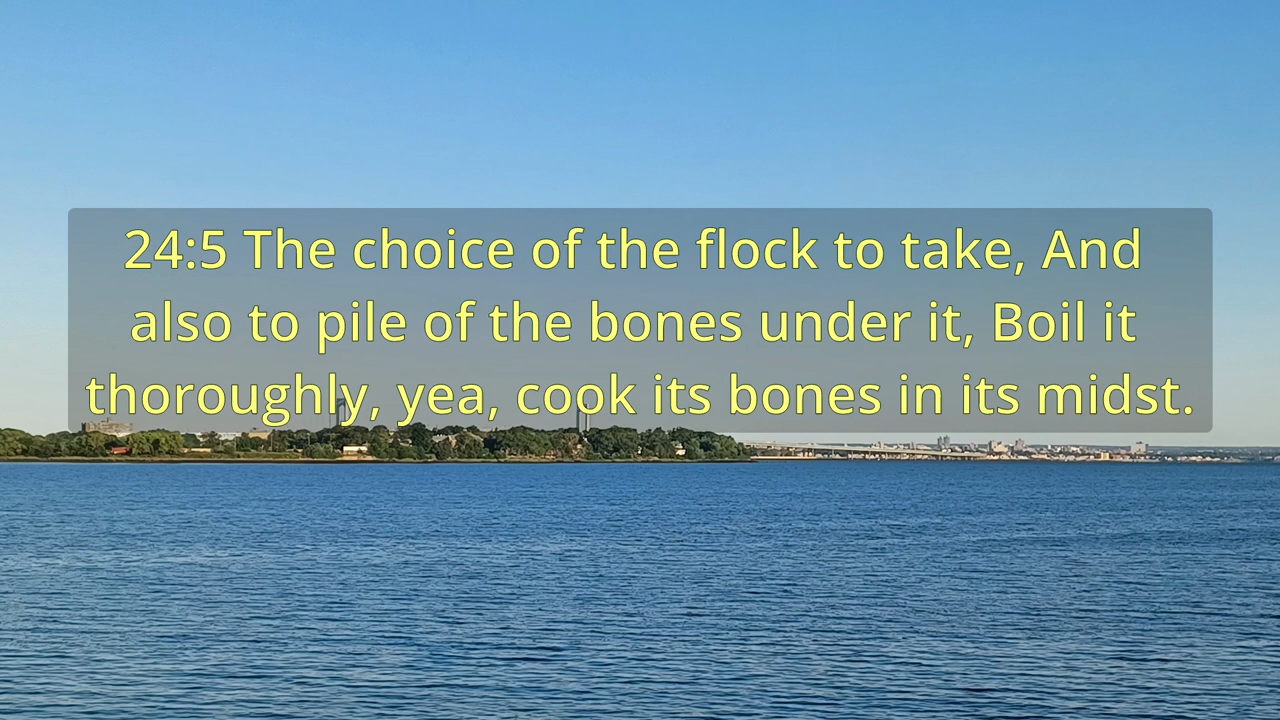 24:5 The choice of the flock to take, And
also to pile of the bones under it, Boil it
thoroughly, yea, cook its bones in its midst.